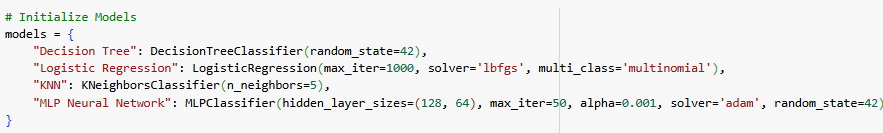 # Initialize Models
models = {
    "Decision Tree": DecisionTreeClassifier(random_state=42),
    "Logistic Regression": LogisticRegression(max_iter=1000, solver='lbfgs', multi_class='multinomial'),
    "KNN": KNeighborsClassifier(n_neighbors=5),
    "MLP Neural Network": MLPClassifier(hidden_layer_sizes=(128, 64), max_iter=50, alpha=0.001, solver='adam', random_state=42)
}